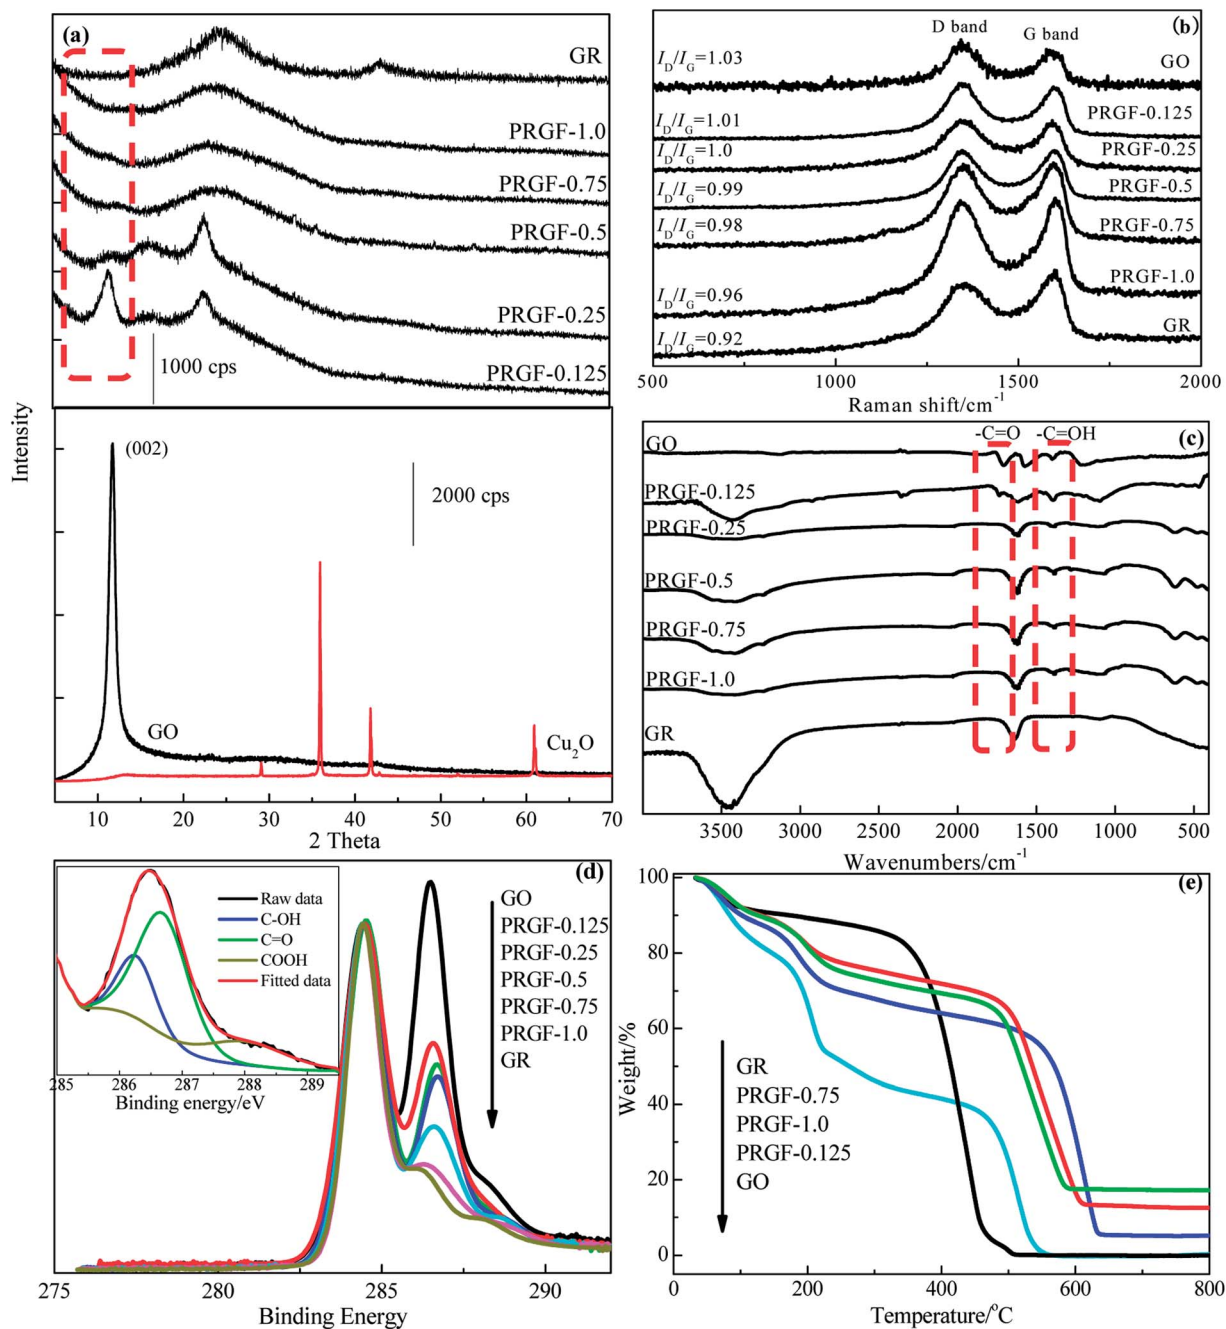 (a)
GR
PRGF-1.0
PRGF-0.75
PRGF-0.5
PRGF-0.25
PRGF-0.125
1000 cps
Intensity
(002)
2000 cps
GO
Cu2O
10 20 30 40 50 60 70
2 Theta
(b)
D band
G band
ID/IG=1.03
GO
ID/IG=1.01
PRGF-0.125
ID/IG=1.0
PRGF-0.25
ID/IG=0.99
PRGF-0.5
ID/IG=0.98
PRGF-0.75
ID/IG=0.96
PRGF-1.0
ID/IG=0.92
GR
500 1000 1500 2000
Raman shift/cm-1
(c)
-C=O -C=OH
GO
PRGF-0.125
PRGF-0.25
PRGF-0.5
PRGF-0.75
PRGF-1.0
GR
3500 3000 2500 2000 1500 1000 500
Wavenumbers/cm-1
(d)
Raw data
C-OH
C=O
COOH
Fitted data
285 286 287 288 289
Binding energy/eV
GO
PRGF-0.125
PRGF-0.25
PRGF-0.5
PRGF-0.75
PRGF-1.0
GR
275 280 285 290
Binding Energy
(e)
100
80
60
40
20
0
Weight/%
GR
PRGF-0.75
PRGF-1.0
PRGF-0.125
GO
0 200 400 600 800
Temperature/°C